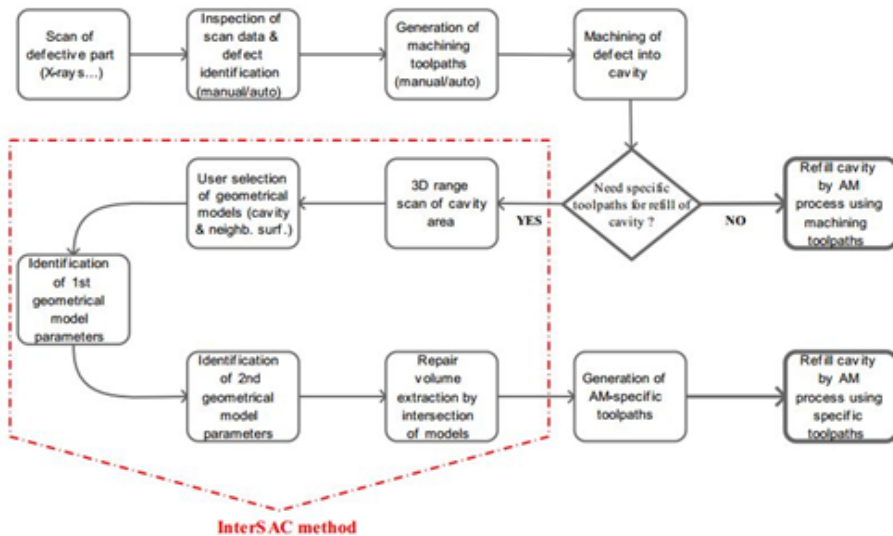 Scan of
defective part
(X-rays...)
Inspection of
scan data &
defect
identification
(manual/auto)
Generation of
machining
toolpaths
(manual/auto)
Machining of
defect into
cavity
User selection
of geometrical
models (cavity
& neighb. surf.)
3D range
scan of cavity
area
YES
Need specific
toolpaths for refill of
cavity ?
NO
Refill cavity
by AM
process using
machining
toolpaths
Identification
of 1st
geometrical
model
parameters
Identification
of 2nd
geometrical
model
parameters
Repair
volume
extraction by
intersection
of models
Generation of
AM-specific
toolpaths
Refill cavity
by AM
process using
specific
toolpaths
InterSAC method